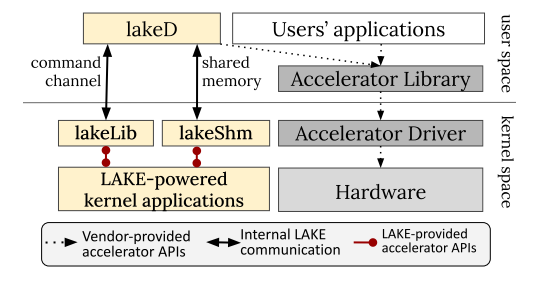 lakeD
Users' applications
user space
command
channel
shared
memory
Accelerator Library
lakeLib
lakeShm
Accelerator Driver
kernel space
LAKE-powered
kernel applications
Hardware
Vendor-provided
accelerator APIs
Internal LAKE
communication
LAKE-provided
accelerator APIs